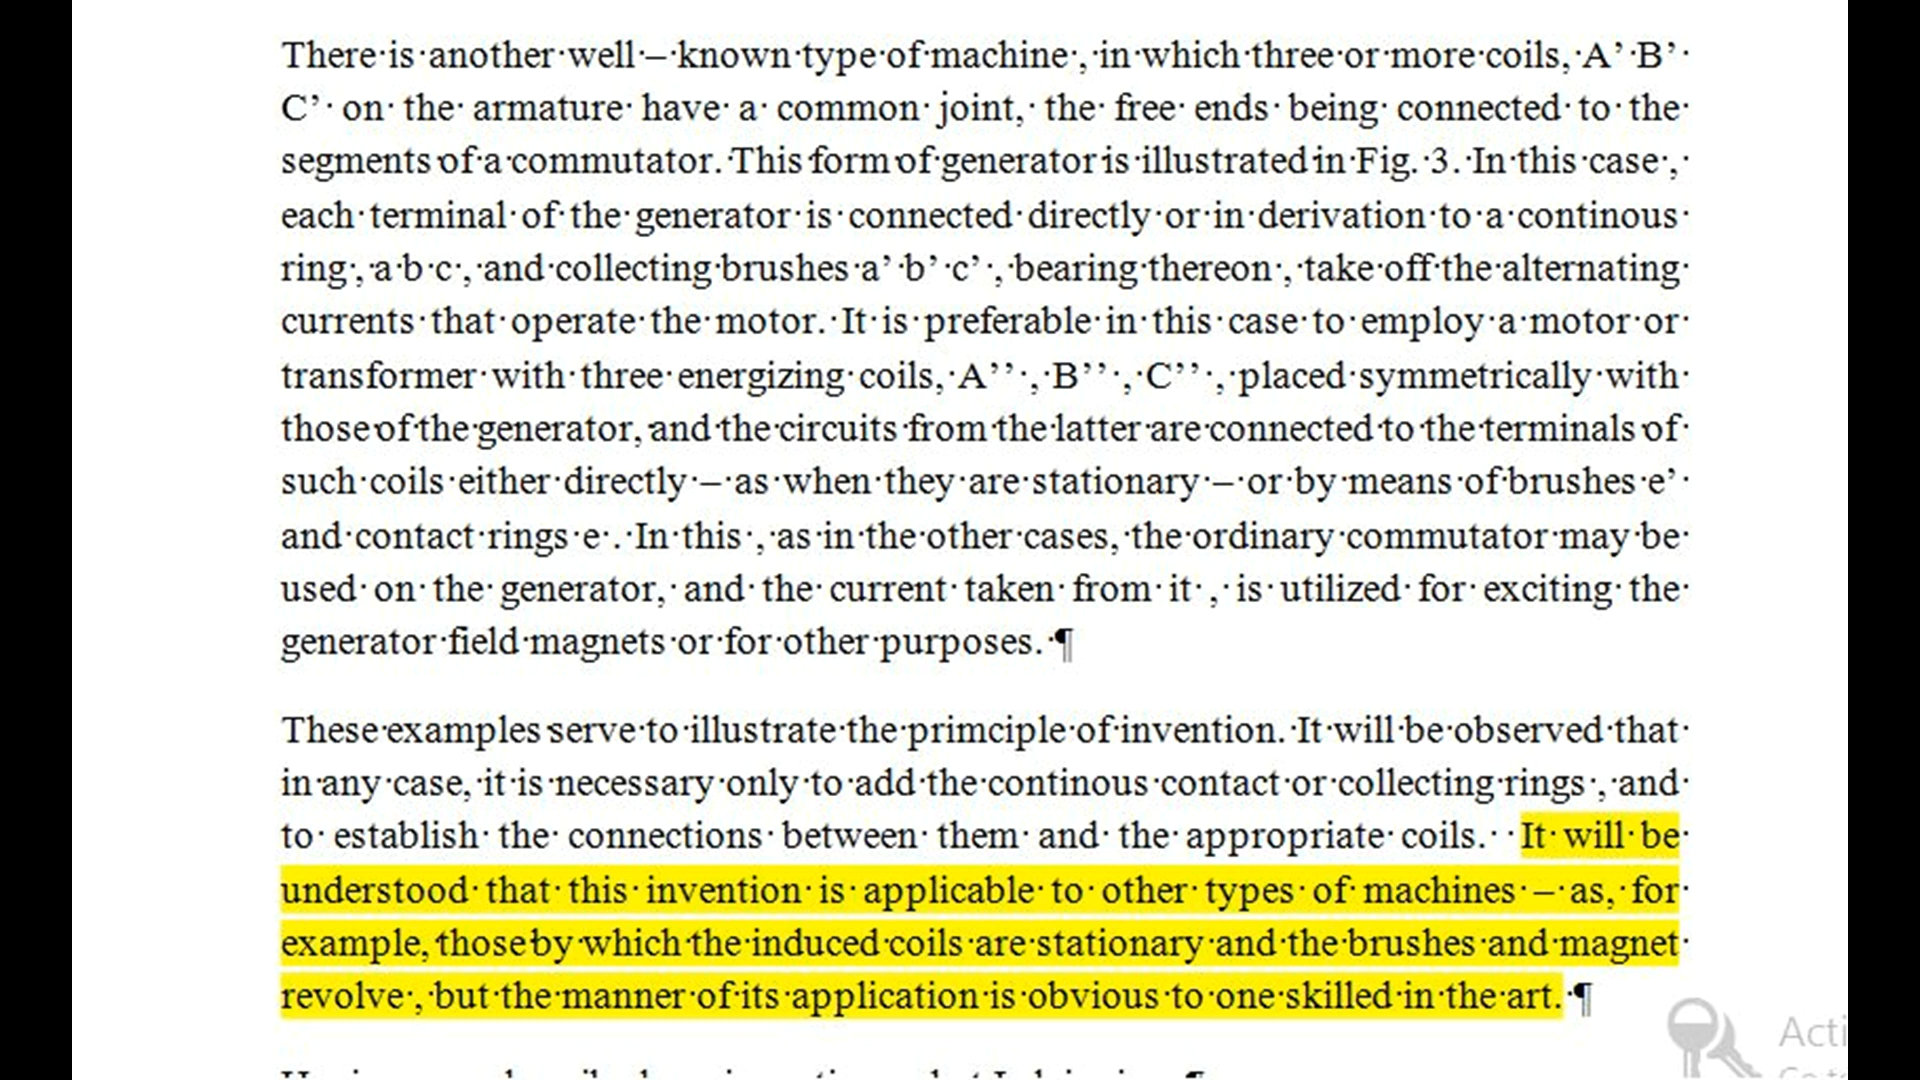 There is another well – known type of machine , in which three or more coils, A’ B’
C’ on the armature have a common joint, the free ends being connected to the
segments of a commutator. This form of generator is illustrated in Fig. 3. In this case ,
each terminal of the generator is connected directly or in derivation to a continous
ring , a b c , and collecting brushes a’ b’ c’ , bearing thereon , take off the alternating
currents that operate the motor. It is preferable in this case to employ a motor or
transformer with three energizing coils, A’’ , B’’ , C’’ , placed symmetrically with
those of the generator, and the circuits from the latter are connected to the terminals of
such coils either directly – as when they are stationary – or by means of brushes e’
and contact rings e . In this , as in the other cases, the ordinary commutator may be
used on the generator, and the current taken from it , is utilized for exciting the
generator field magnets or for other purposes. ¶
These examples serve to illustrate the primciple of invention. It will be observed that
in any case, it is necessary only to add the continous contact or collecting rings , and
to establish the connections between them and the appropriate coils. It will be
understood that this invention is applicable to other types of machines – as, for
example, those by which the induced coils are stationary and the brushes and magnet
revolve , but the manner of its application is obvious to one skilled in the art. ¶
Acti